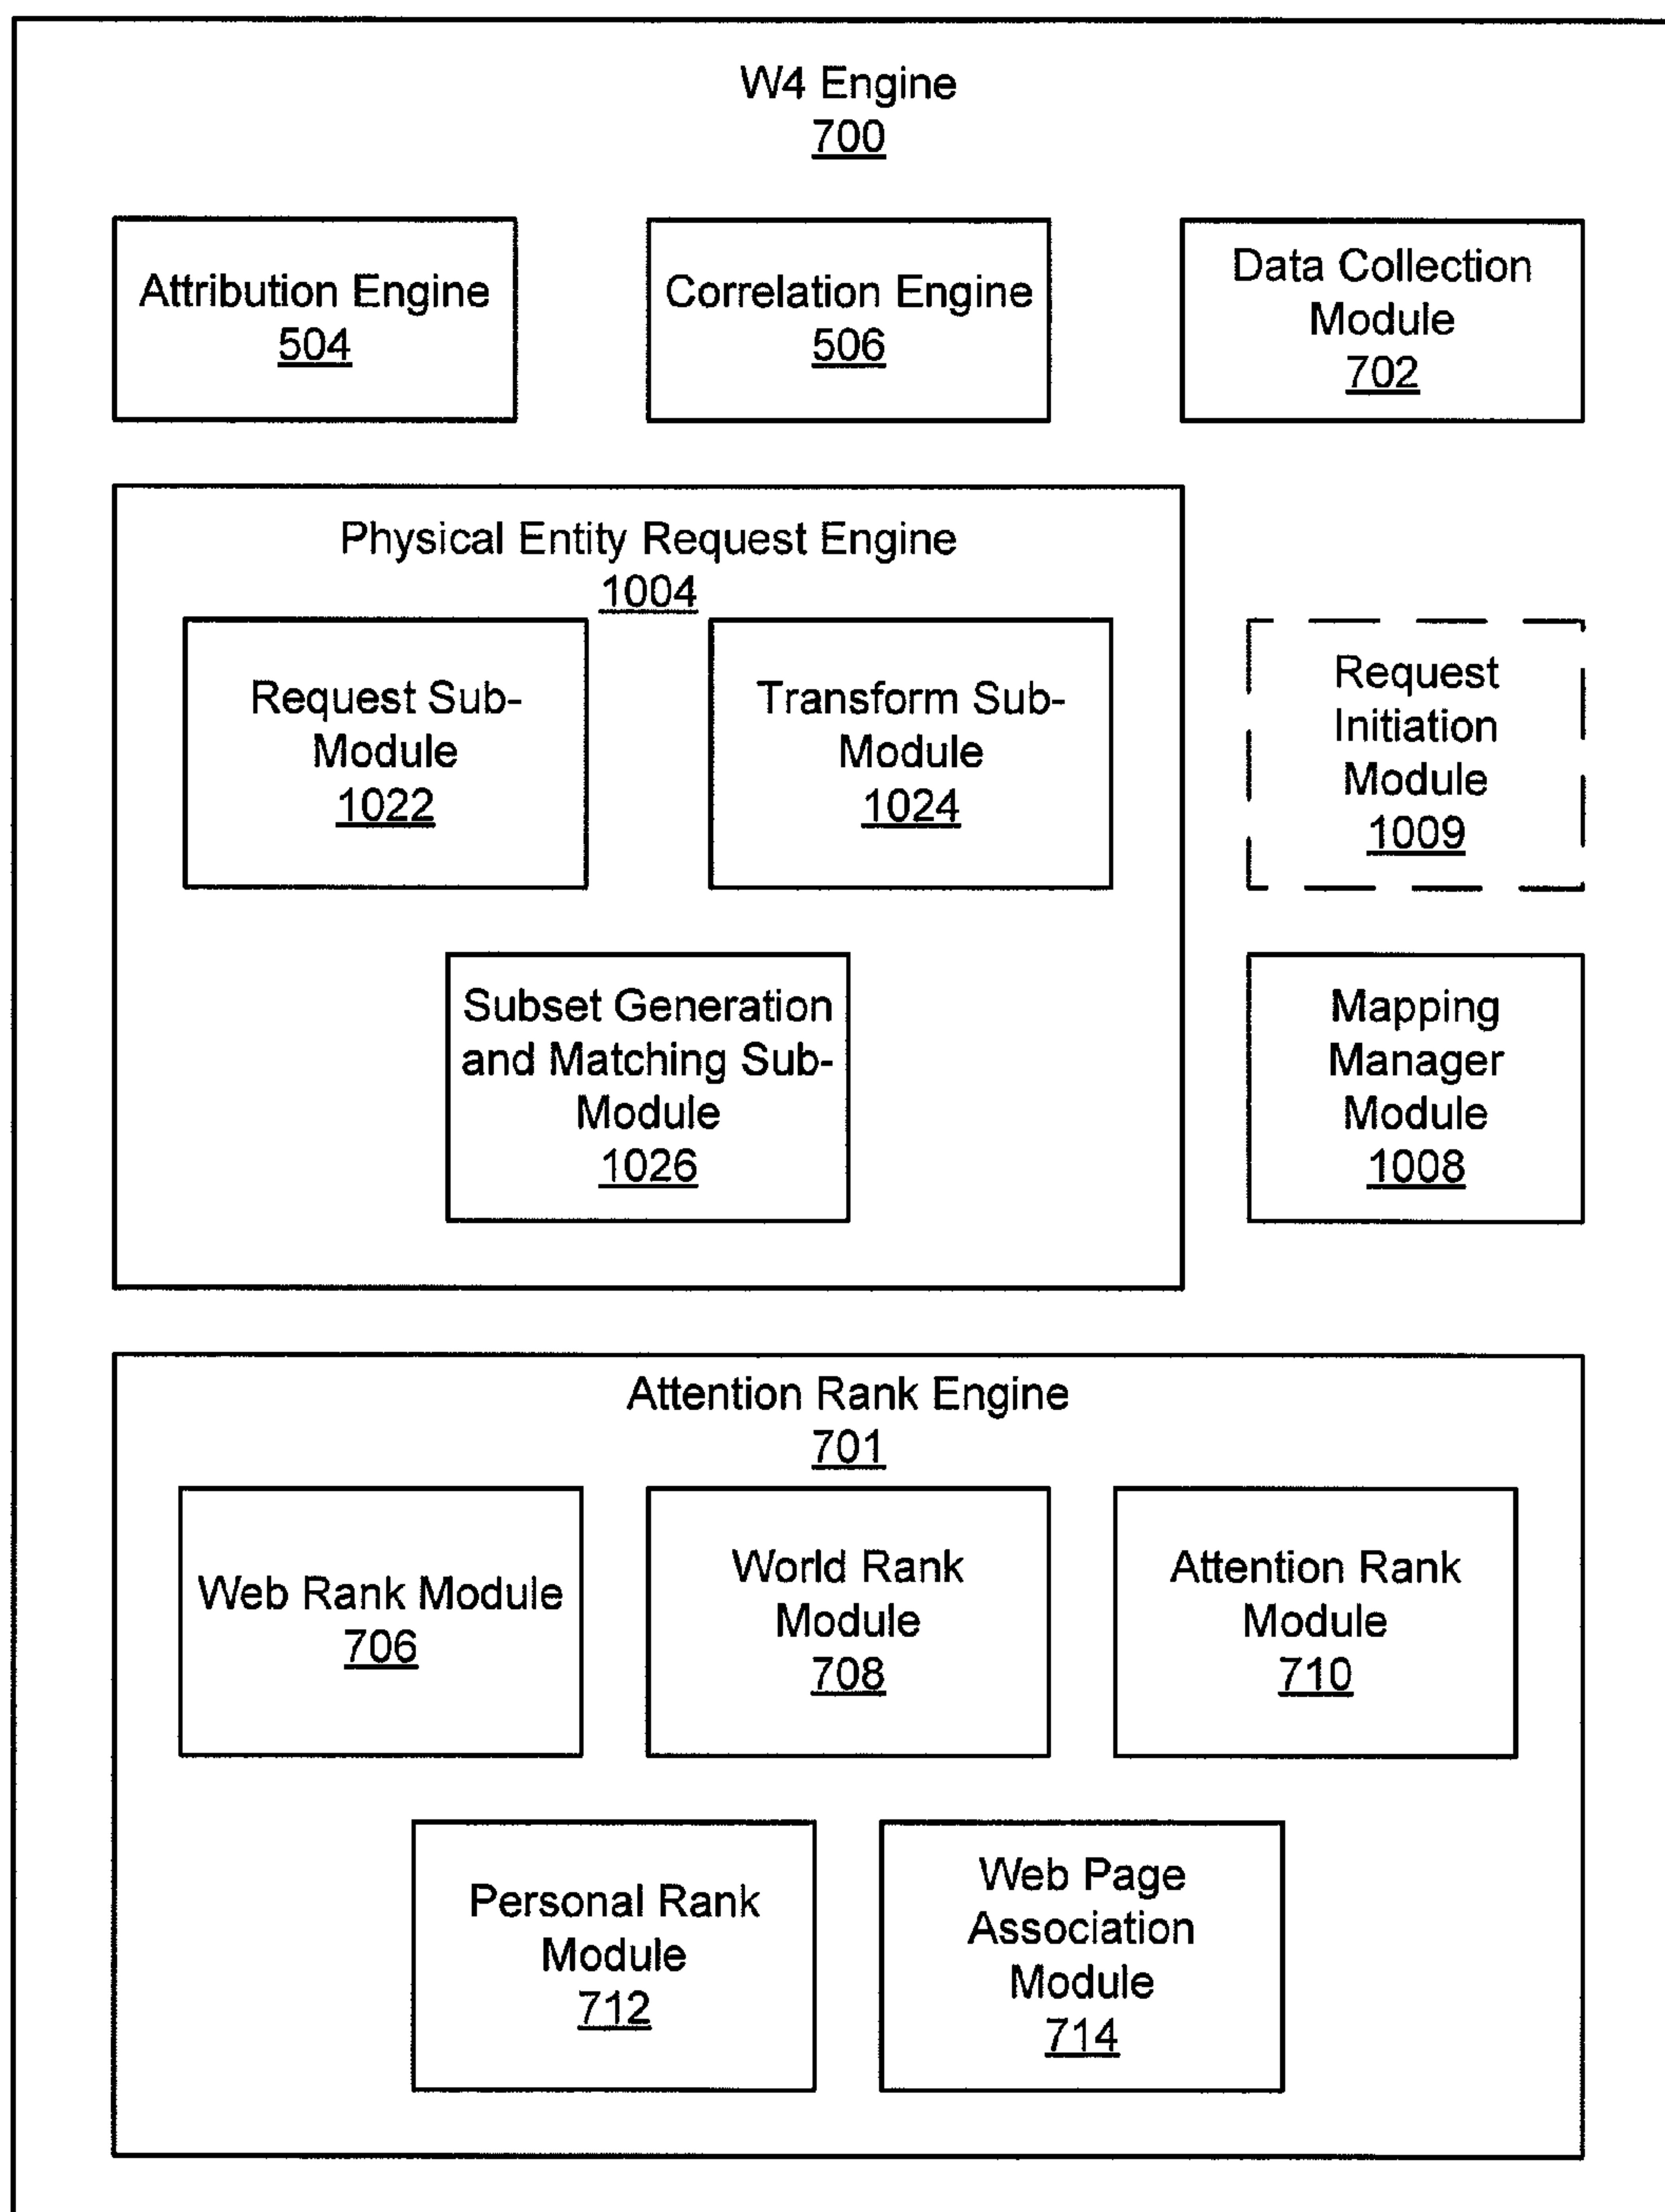 W4 Engine
700
Attribution Engine
504
Correlation Engine
506
Data Collection
Module
702
Physical Entity Request Engine
1004
Request Sub-
Module
1022
Transform Sub-
Module
1024
Subset Generation
and Matching Sub-
Module
1026
Request
Initiation
Module
1009
Mapping
Manager
Module
1008
Attention Rank Engine
701
Web Rank Module
706
World Rank
Module
708
Attention Rank
Module
710
Personal Rank
Module
712
Web Page
Association
Module
714